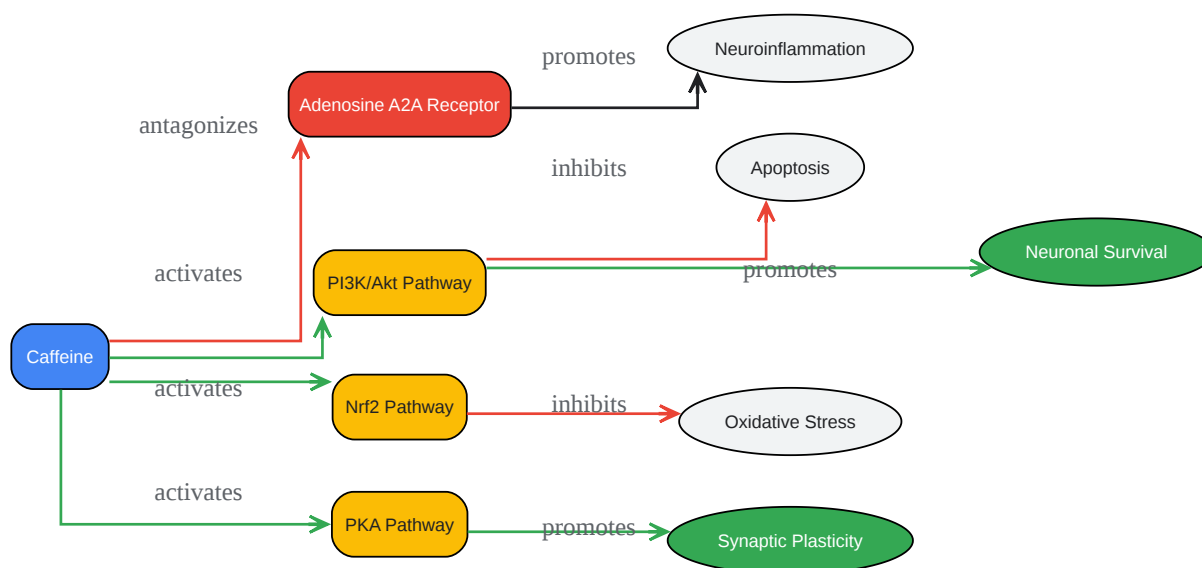 Neuroinflammation
promotes
Adenosine A2A Receptor
antagonizes
inhibits
Apoptosis
Neuronal Survival
activates
PI3K/Akt Pathway
promotes
Caffeine
activates
Nrf2 Pathway
inhibits
Oxidative Stress
activates
PKA Pathway
promotes
Synaptic Plasticity